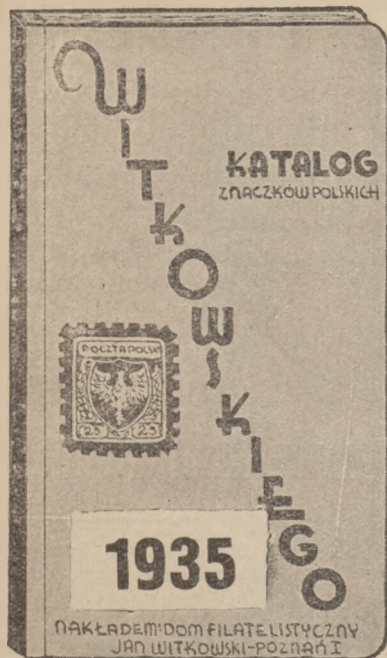 WITKOWSKIEGO
KATALOG
ZNACZKÓW POLSKICH
POCZTA POLSKA
25 25
1935
NAKŁADEM: DOM FILATELISTYCZNY
JAN WITKOWSKI-POZNAŃ I